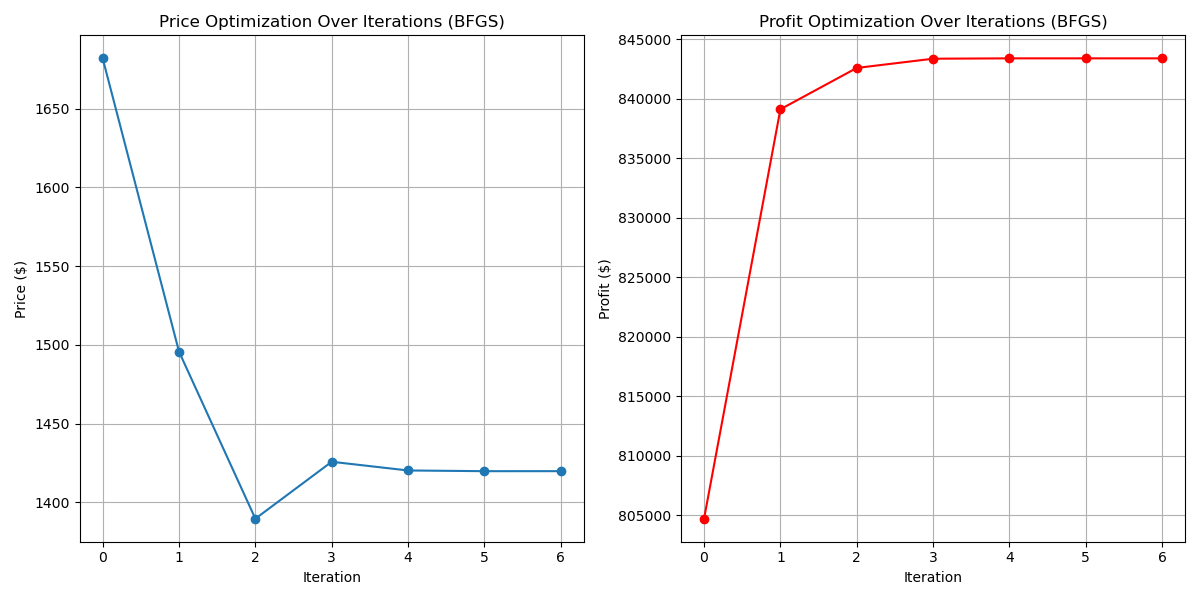 Price Optimization Over Iterations (BFGS)
Price ($)
1650
1600
1550
1500
1450
1400
0 1 2 3 4 5 6
Iteration
Profit Optimization Over Iterations (BFGS)
Profit ($)
845000
840000
835000
830000
825000
820000
815000
810000
805000
0 1 2 3 4 5 6
Iteration